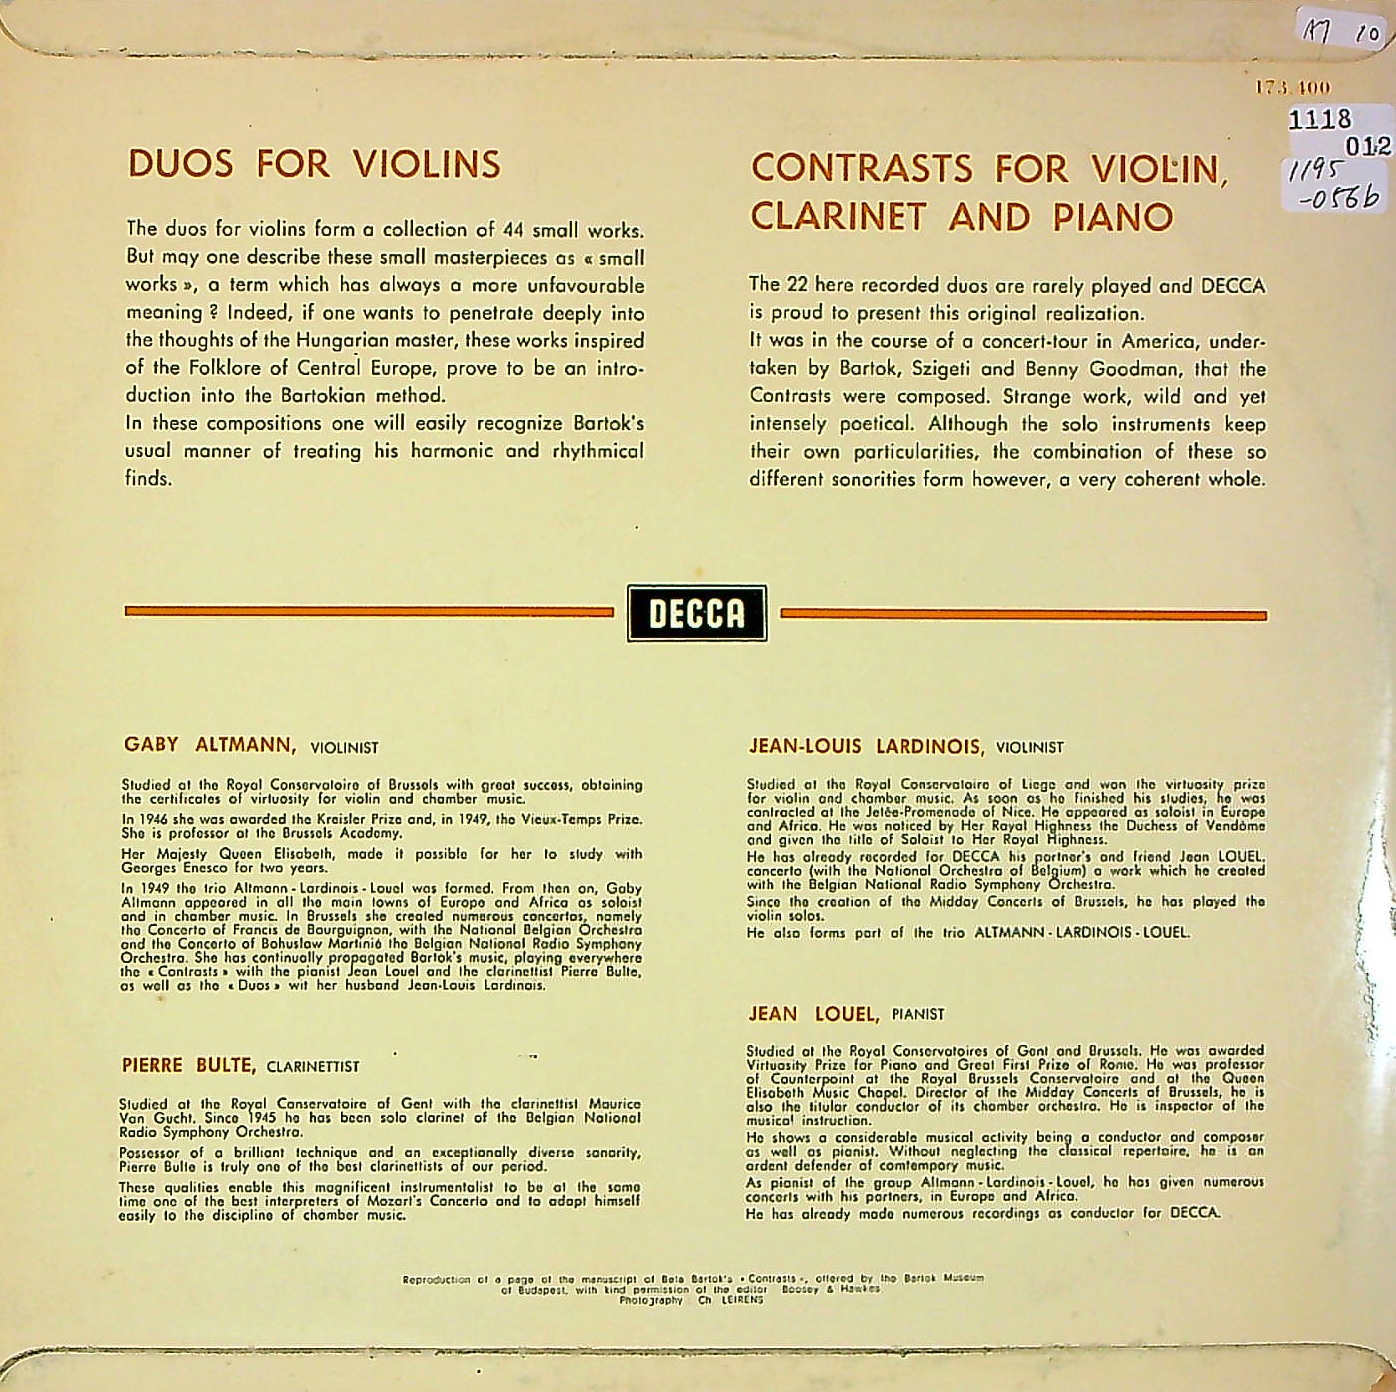 A7 10
173.400
1118
012
1195
-056b
DUOS FOR VIOLINS
The duos for violins form a collection of 44 small works.
But may one describe these small masterpieces as « small
works », a term which has always a more unfavourable
meaning ? Indeed, if one wants to penetrate deeply into
the thoughts of the Hungarian master, these works inspired
of the Folklore of Central Europe, prove to be an intro-
duction into the Bartokian method.
In these compositions one will easily recognize Bartok's
usual manner of treating his harmonic and rhythmical
finds.
CONTRASTS FOR VIOLIN,
CLARINET AND PIANO
The 22 here recorded duos are rarely played and DECCA
is proud to present this original realization.
It was in the course of a concert-tour in America, under-
taken by Bartok, Szigeti and Benny Goodman, that the
Contrasts were composed. Strange work, wild and yet
intensely poetical. Although the solo instruments keep
their own particularities, the combination of these so
different sonorities form however, a very coherent whole.
DECCA
GABY ALTMANN, VIOLINIST
Studied at the Royal Conservatoire of Brussels with great success, obtaining
the certificates of virtuosity for violin and chamber music.
In 1946 she was awarded the Kreisler Prize and, in 1949, the Vieux-Temps Prize.
She is professor at the Brussels Academy.
Her Majesty Queen Elisabeth, made it possible for her to study with
Georges Enesco for two years.
In 1949 the trio Altmann - Lardinois - Louel was formed. From then on, Gaby
Altmann appeared in all the main towns of Europe and Africa as soloist
and in chamber music. In Brussels she created numerous concertos, namely
the Concerto of Francis de Bourguignon, with the National Belgian Orchestra
and the Concerto of Bohuslaw Martinié the Belgian National Radio Symphony
Orchestra. She has continually propagated Bartok's music, playing everywhere
the « Contrasts » with the pianist Jean Louel and the clarinettist Pierre Bulte,
as well as the « Duos » wit her husband Jean-Louis Lardinois.
PIERRE BULTE, CLARINETTIST
Studied at the Royal Conservatoire of Gent with the clarinettist Maurice
Van Gucht. Since 1945 he has been solo clarinet of the Belgian National
Radio Symphony Orchestra.
Possessor of a brilliant technique and an exceptionally diverse sonority,
Pierre Bulte is truly one of the best clarinettists of our period.
These qualities enable this magnificent instrumentalist to be at the same
time one of the best interpreters of Mozart's Concerto and to adapt himself
easily to the discipline of chamber music.
JEAN-LOUIS LARDINOIS, VIOLINIST
Studied at the Royal Conservatoire of Liege and won the virtuosity prize
for violin and chamber music. As soon as he finished his studies, he was
contracted at the Jetée-Promenade of Nice. He appeared as soloist in Europe
and Africa. He was noticed by Her Royal Highness the Duchess of Vendôme
and given the title of Soloist to Her Royal Highness.
He has already recorded for DECCA his partner's and friend Jean LOUEL,
concerto (with the National Orchestra of Belgium) a work which he created
with the Belgian National Radio Symphony Orchestra.
Since the creation of the Midday Concerts of Brussels, he has played the
violin solos.
He also forms part of the trio ALTMANN - LARDINOIS - LOUEL.
JEAN LOUEL, PIANIST
Studied at the Royal Conservatoires of Gent and Brussels. He was awarded
Virtuosity Prize for Piano and Great First Prize of Rome. He was professor
of Counterpoint at the Royal Brussels Conservatoire and at the Queen
Elisabeth Music Chapel. Director of the Midday Concerts of Brussels, he is
also the titular conductor of its chamber orchestra. He is inspector of the
musical instruction.
He shows a considerable musical activity being a conductor and composer
as well as pianist. Without neglecting the classical repertoire, he is an
ardent defender of comtempory music.
As pianist of the group Altmann - Lardinois - Louel, he has given numerous
concerts with his partners, in Europe and Africa.
He has already made numerous recordings as conductor for DECCA.
Reproduction of a page of the manuscript of Bela Bartok's « Contrasts », offered by the Bartok Museum
of Budapest, with kind permission of the editor Boosey & Hawkes
Photography Ch LEIRENS